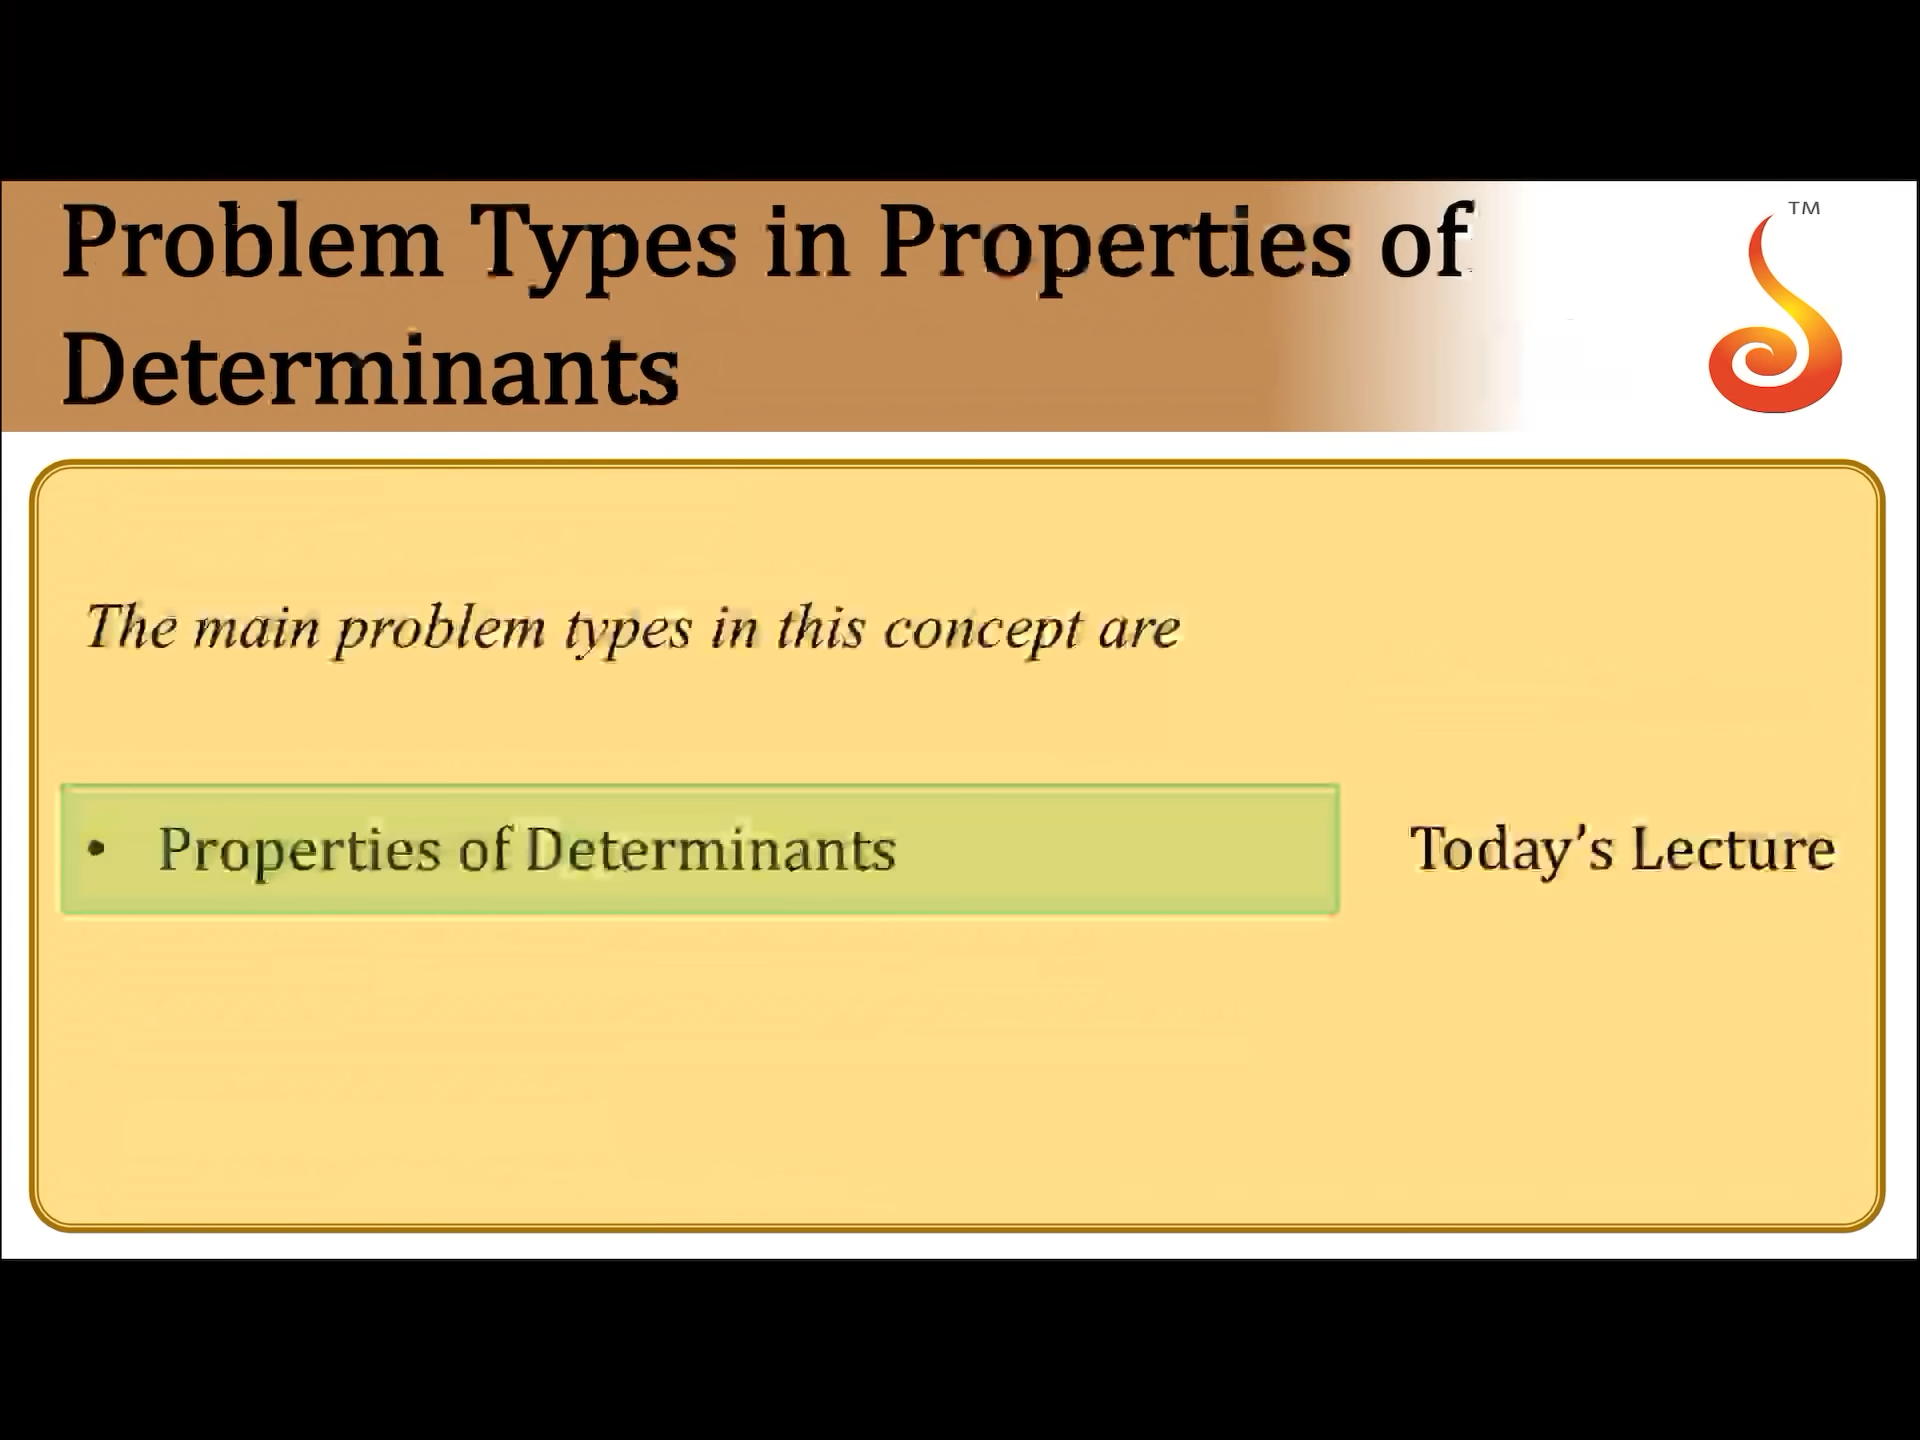 Problem Types in Properties of
Determinants
TM
The main problem types in this concept are
• Properties of Determinants
Today's Lecture